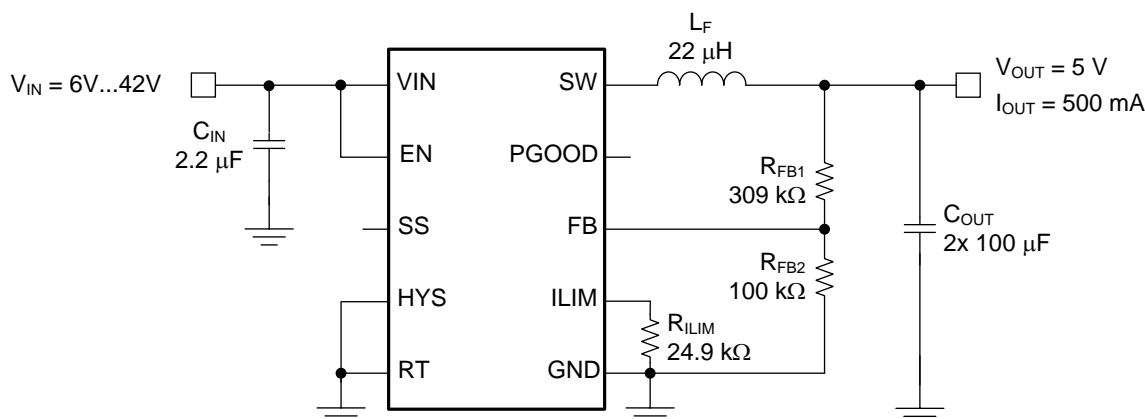 L_F
22 μH
V_IN = 6V...42V
VIN
SW
V_OUT = 5 V
I_OUT = 500 mA
C_IN
2.2 μF
EN
PGOOD
R_FB1
309 kΩ
SS
FB
C_OUT
2x 100 μF
R_FB2
100 kΩ
HYS
ILIM
R_ILIM
24.9 kΩ
RT
GND